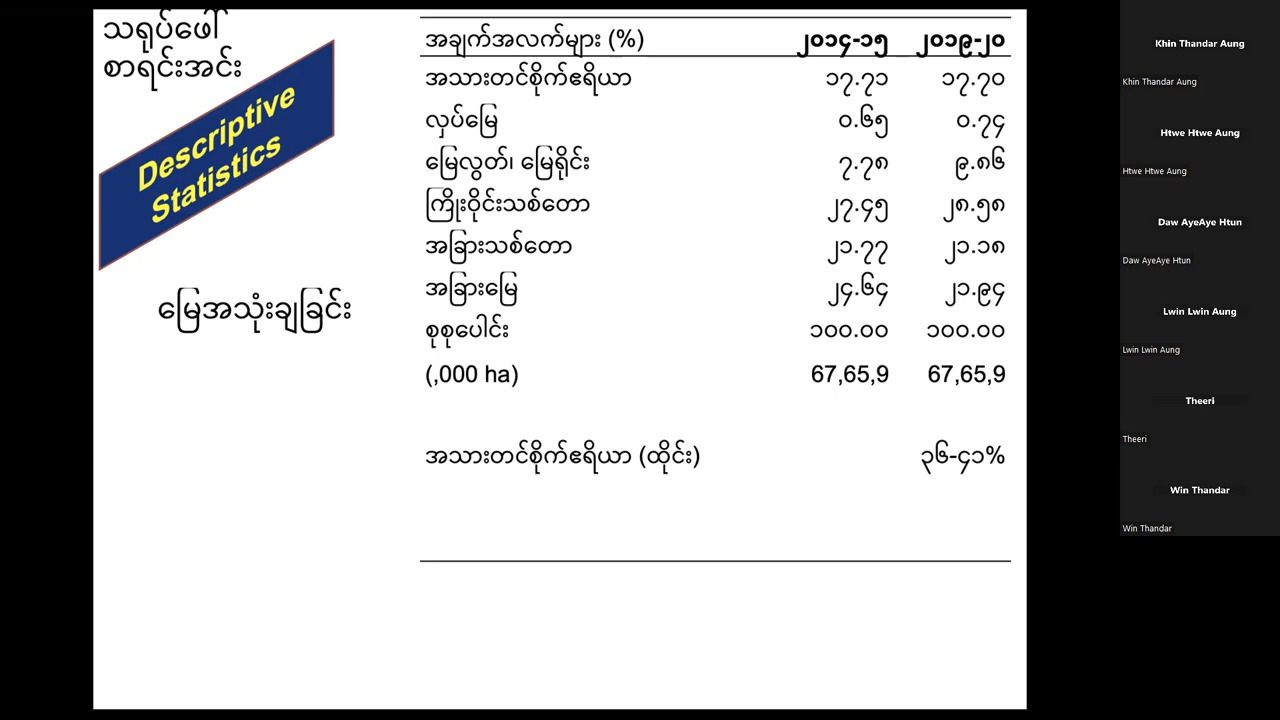 သရုပ်ဖေါ်
စာရင်းအင်း
Descriptive
Statistics
မြေအသုံးချခြင်း
အချက်အလက်များ (%) ၂၀၁၄-၁၅ ၂၀၁၉-၂၀
အသားတင်စိုက်ဧရိယာ ၁၇.၇၁ ၁၇.၇၀
လှပ်မြေ ၀.၆၅ ၀.၇၄
မြေလွတ်၊ မြေရိုင်း ၇.၇၈ ၉.၈၆
ကြိုးဝိုင်းသစ်တော ၂၇.၄၅ ၂၈.၅၈
အခြားသစ်တော ၂၁.၇၇ ၂၁.၁၈
အခြားမြေ ၂၄.၆၄ ၂၁.၉၄
စုစုပေါင်း ၁၀၀.၀၀ ၁၀၀.၀၀
(,000 ha) 67,65,9 67,65,9
အသားတင်စိုက်ဧရိယာ (ထိုင်း) ၃၆-၄၁%
Khin Thandar Aung
Khin Thandar Aung
Htwe Htwe Aung
Htwe Htwe Aung
Daw AyeAye Htun
Daw AyeAye Htun
Lwin Lwin Aung
Lwin Lwin Aung
Theeri
Theeri
Win Thandar
Win Thandar